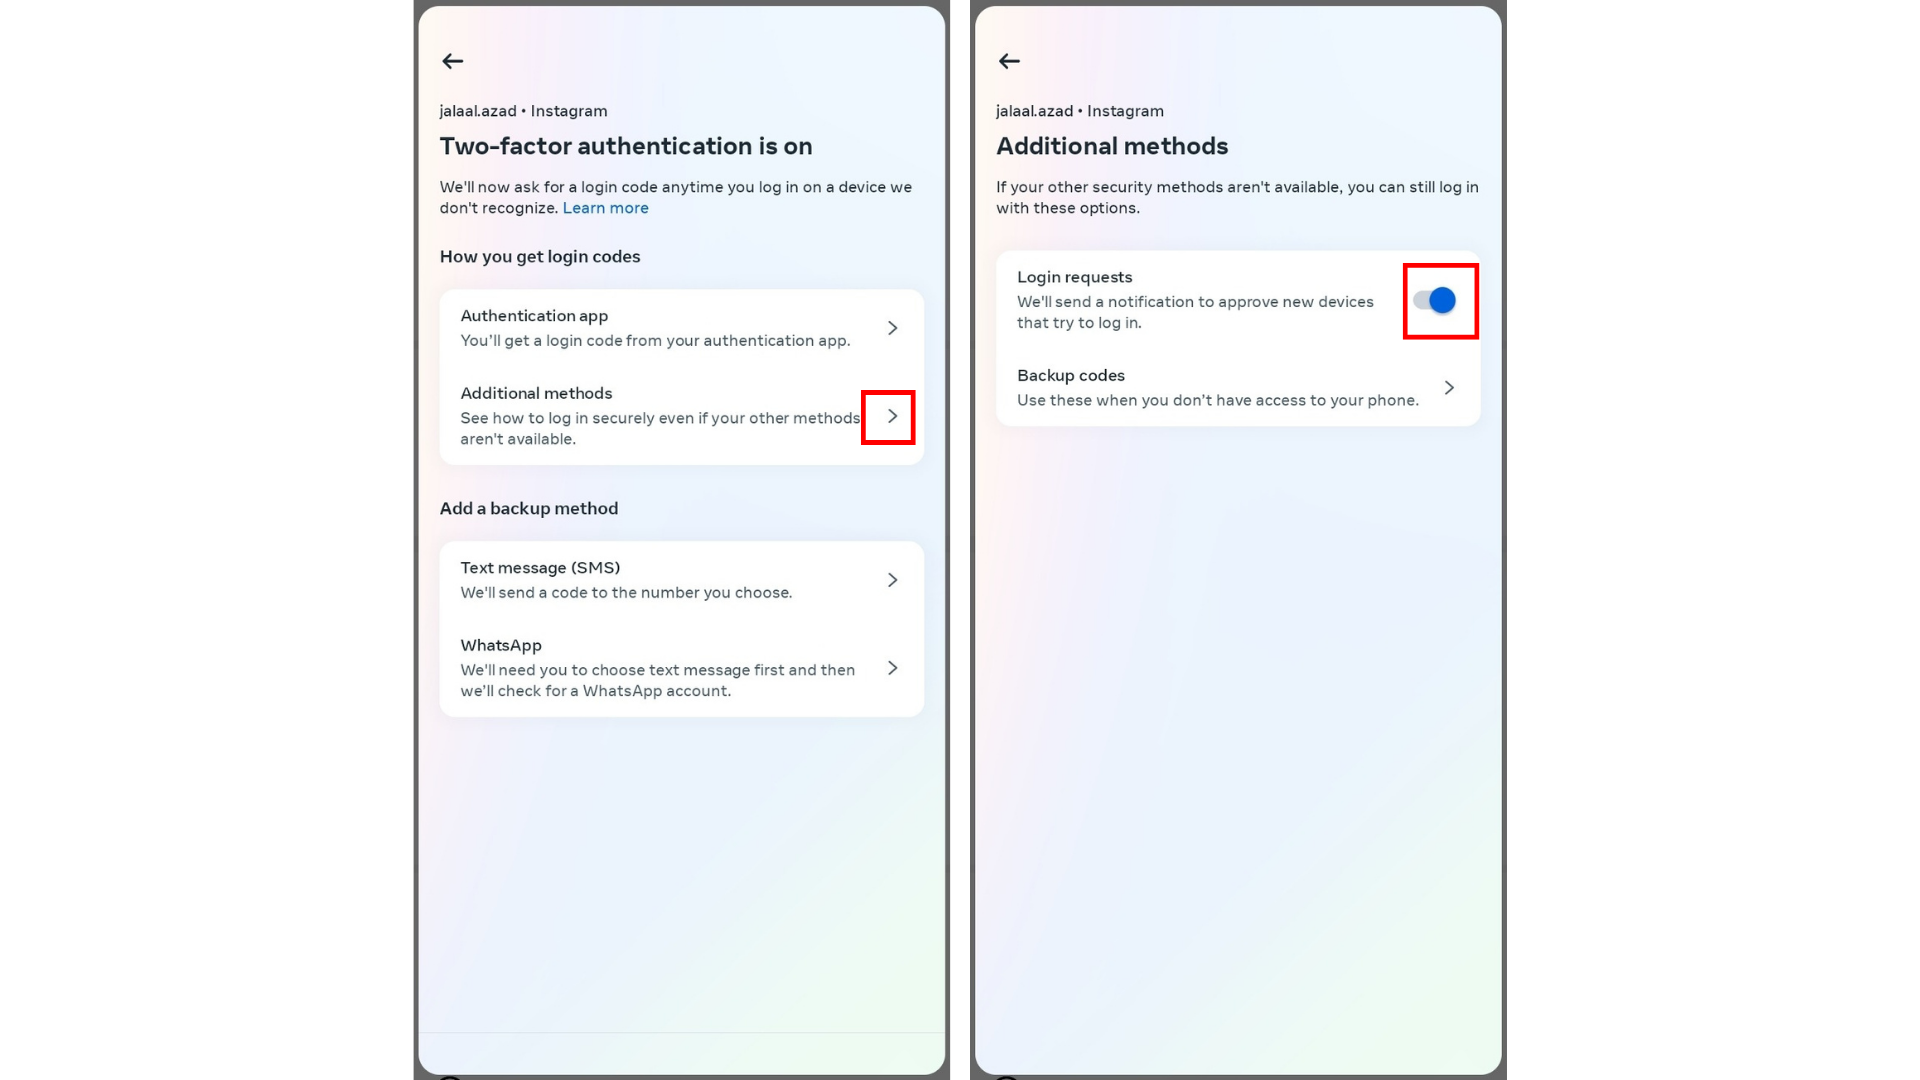 jalaal.azad • Instagram
Two-factor authentication is on
We'll now ask for a login code anytime you log in on a device we
don't recognize. Learn more
How you get login codes
Authentication app
You’ll get a login code from your authentication app.
Additional methods
See how to log in securely even if your other methods
aren't available.
Add a backup method
Text message (SMS)
We'll send a code to the number you choose.
WhatsApp
We'll need you to choose text message first and then
we’ll check for a WhatsApp account.
jalaal.azad • Instagram
Additional methods
If your other security methods aren't available, you can still log in
with these options.
Login requests
We'll send a notification to approve new devices
that try to log in.
Backup codes
Use these when you don’t have access to your phone.